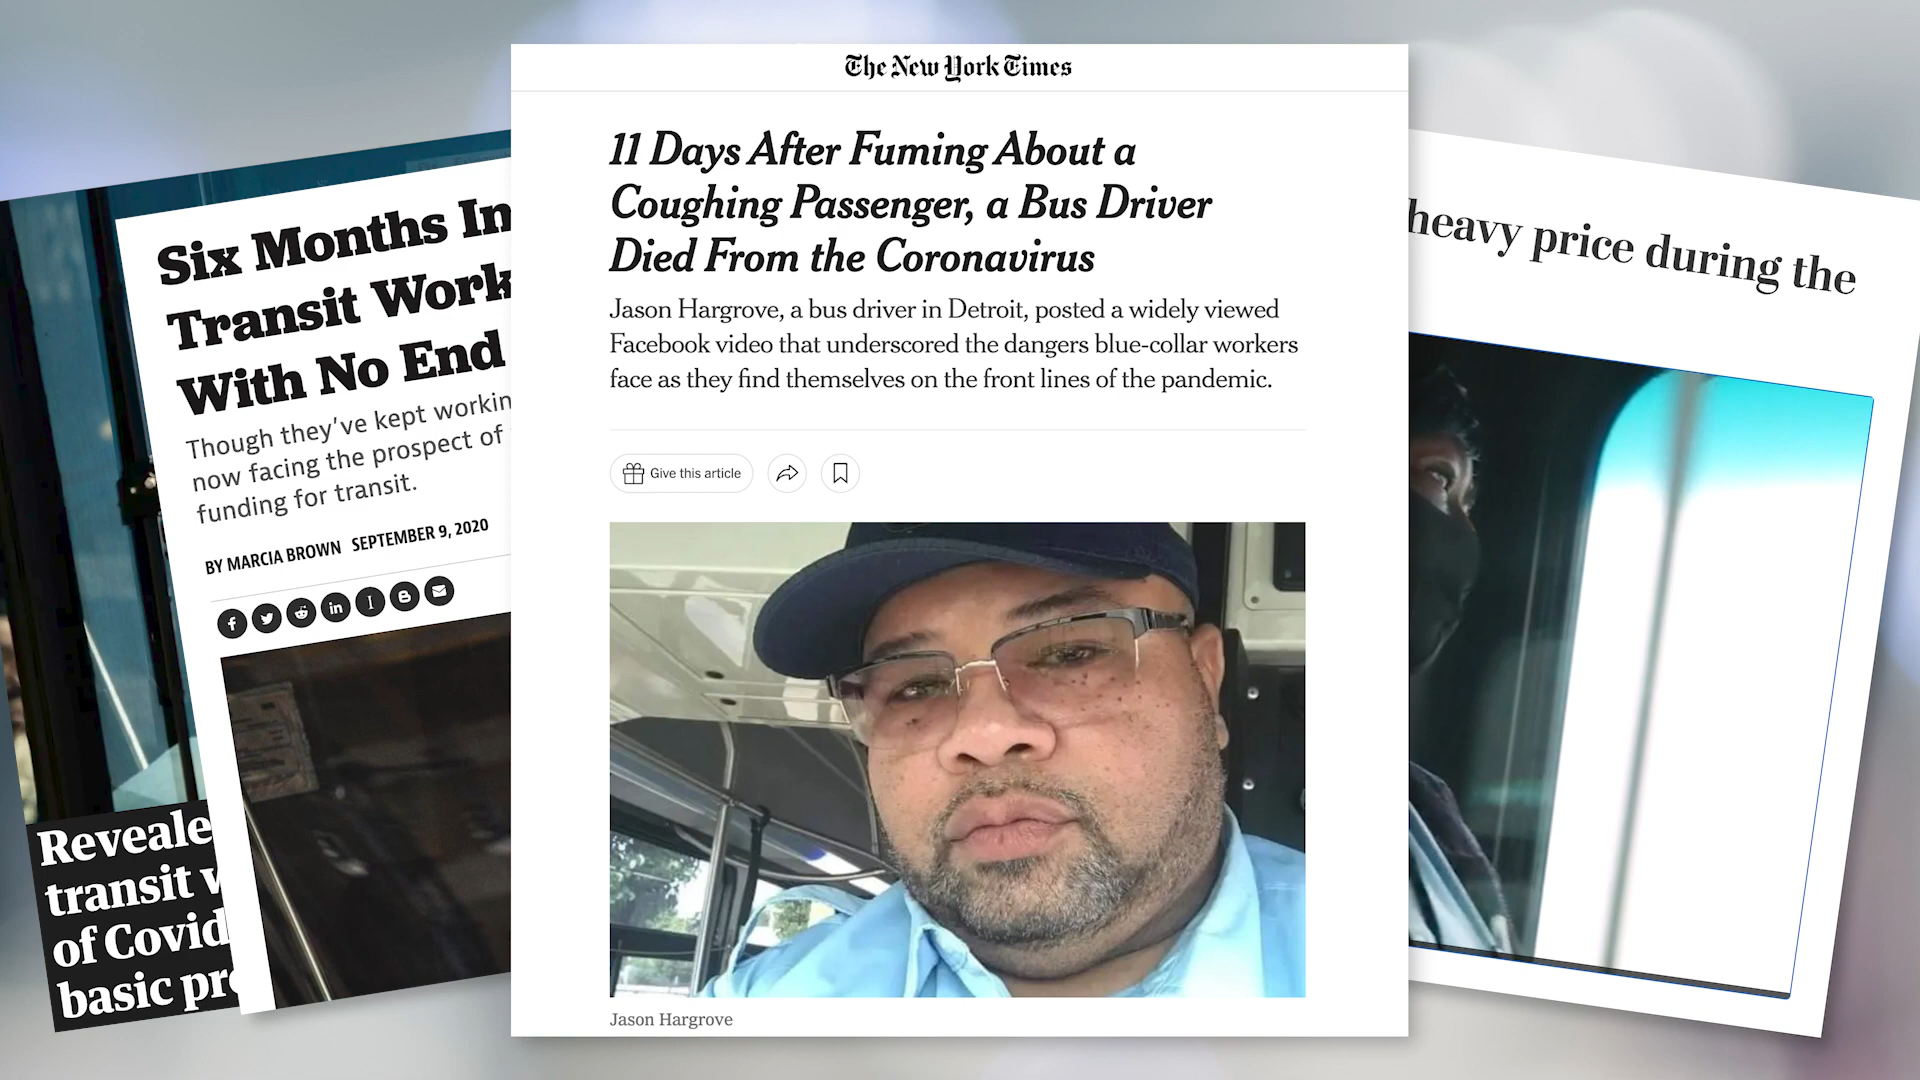 The New York Times
11 Days After Fuming About a
Coughing Passenger, a Bus Driver
Died From the Coronavirus
Jason Hargrove, a bus driver in Detroit, posted a widely viewed
Facebook video that underscored the dangers blue-collar workers
face as they find themselves on the front lines of the pandemic.
Give this article
Jason Hargrove
Six Months In
Transit Work
With No End
Though they've kept workin
now facing the prospect of
funding for transit.
BY MARCIA BROWN SEPTEMBER 9, 2020
Reveale
transit
of Covid
basic pr
heavy price during the